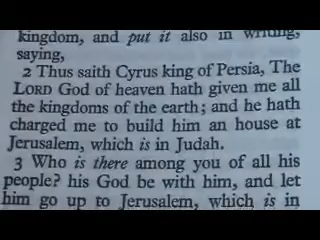 kingdom, and put it also in writing,
saying,
2 Thus saith Cyrus king of Persia, The
LORD God of heaven hath given me all
the kingdoms of the earth; and he hath
charged me to build him an house at
Jerusalem, which is in Judah.
3 Who is there among you of all his
people? his God be with him, and let
him go up to Jerusalem, which is in